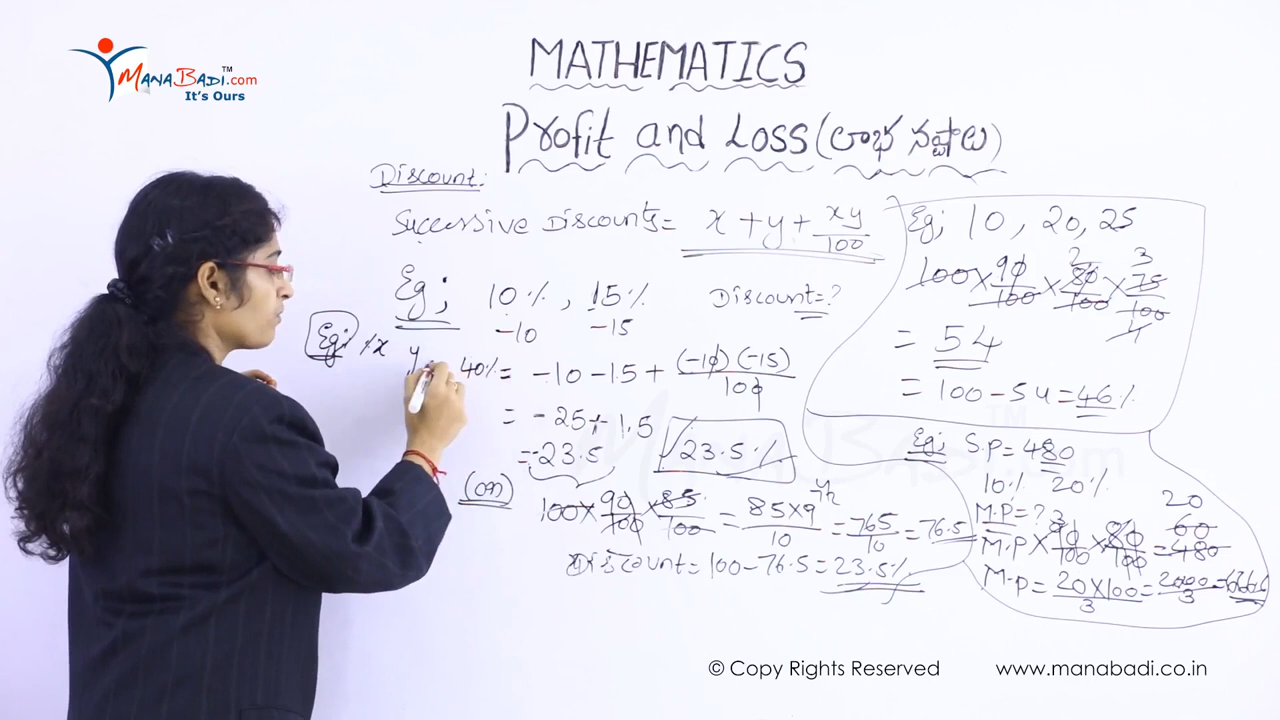 MANABADI.com™
It's Ours
MATHEMATICS
Profit and Loss (లాభ నష్టాలు)
Discount:
Successive Discounts = x + y + xy/100
Eg; 10%, 15% Discount = ?
-10 -15
= -10 - 15 + (-10)(-15)/100
= -25 + 1.5
= -23.5 23.5%
(or)
100 × 90/100 × 85/100 = 85×9/10 = 765/10 = 76.5
Discount = 100 - 76.5 = 23.5%
Eg; x y 40%
Eg; 10, 20, 25
100 × 90/100 × 80/100 × 75/100
= 54
= 100 - 54 = 46%
Eg; S.P = 480
10% 20%
M.P = ?
M.P × 90/100 × 80/100 = 480
M.P = 20×100/3 = 2000/3
© Copy Rights Reserved www.manabadi.co.in